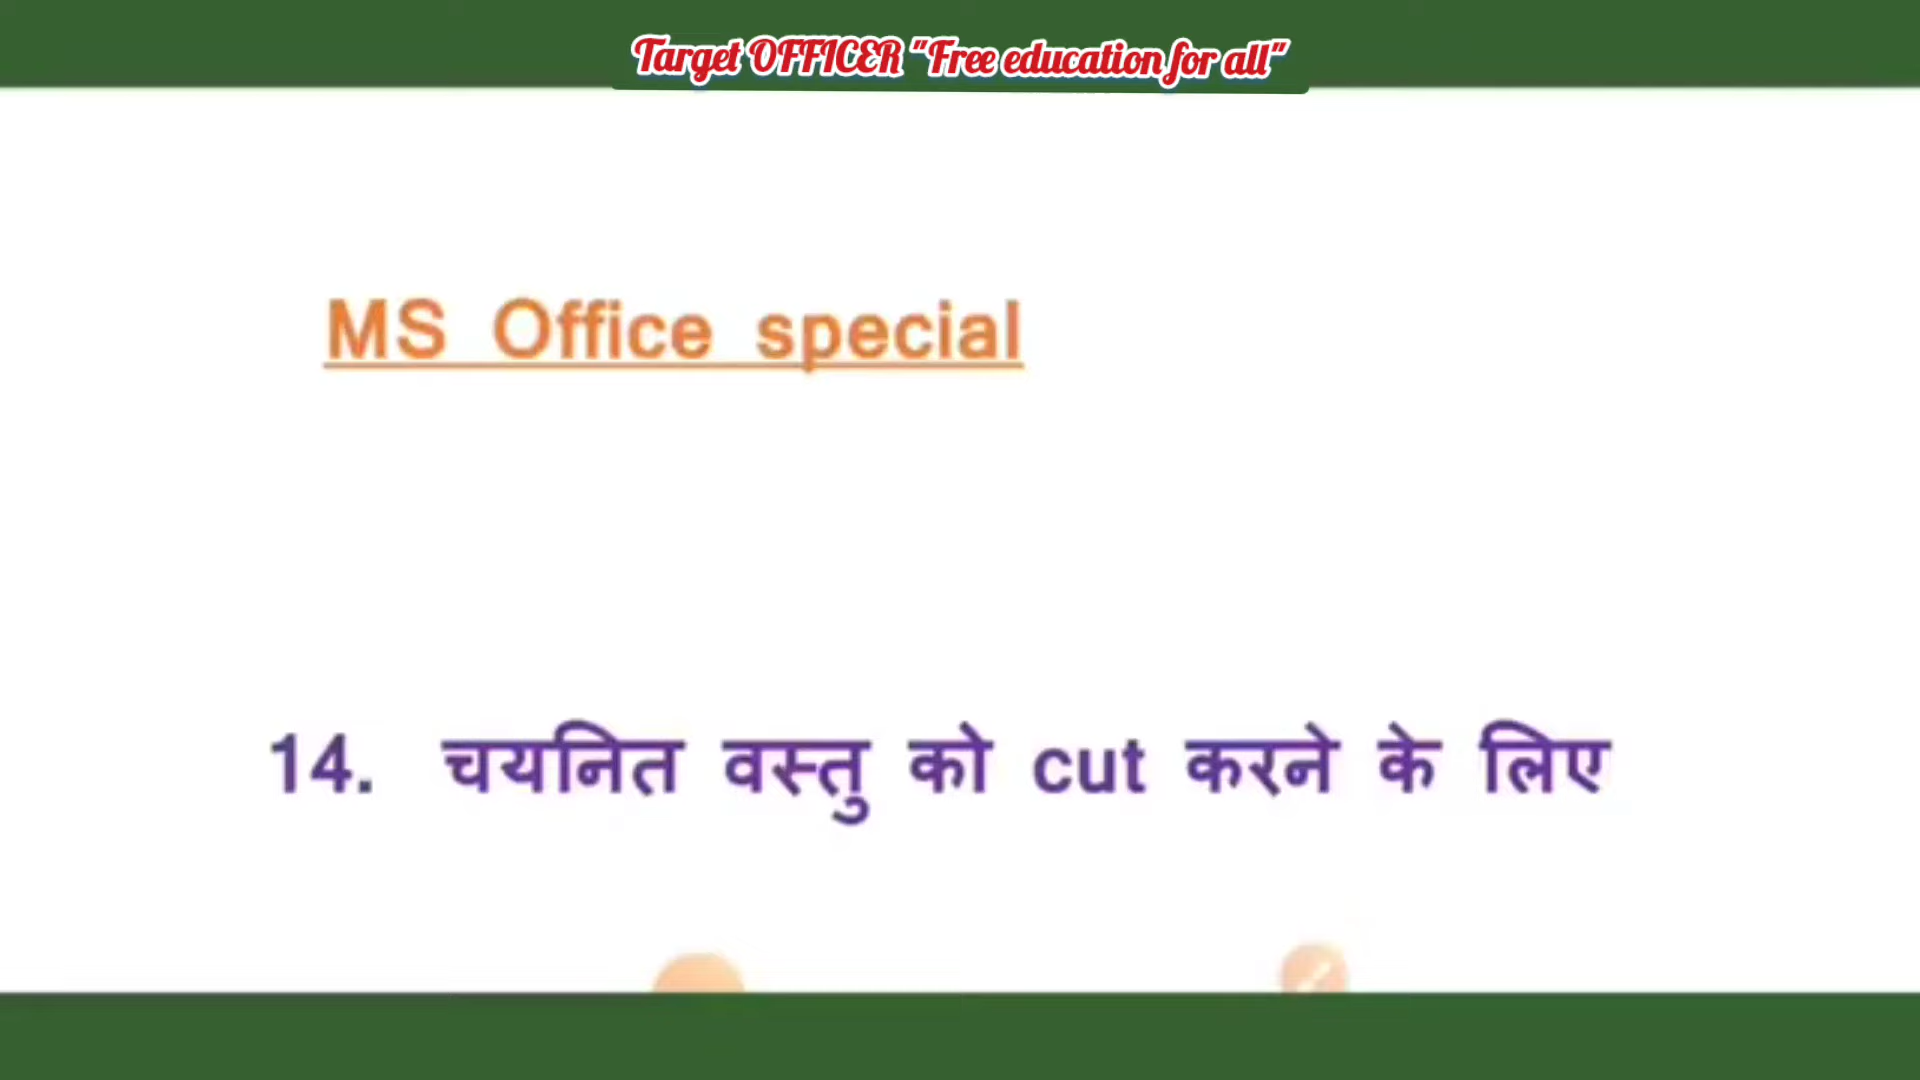 Target OFFICER "Free education for all"
MS Office special
14. चयनित वस्तु को cut करने के लिए